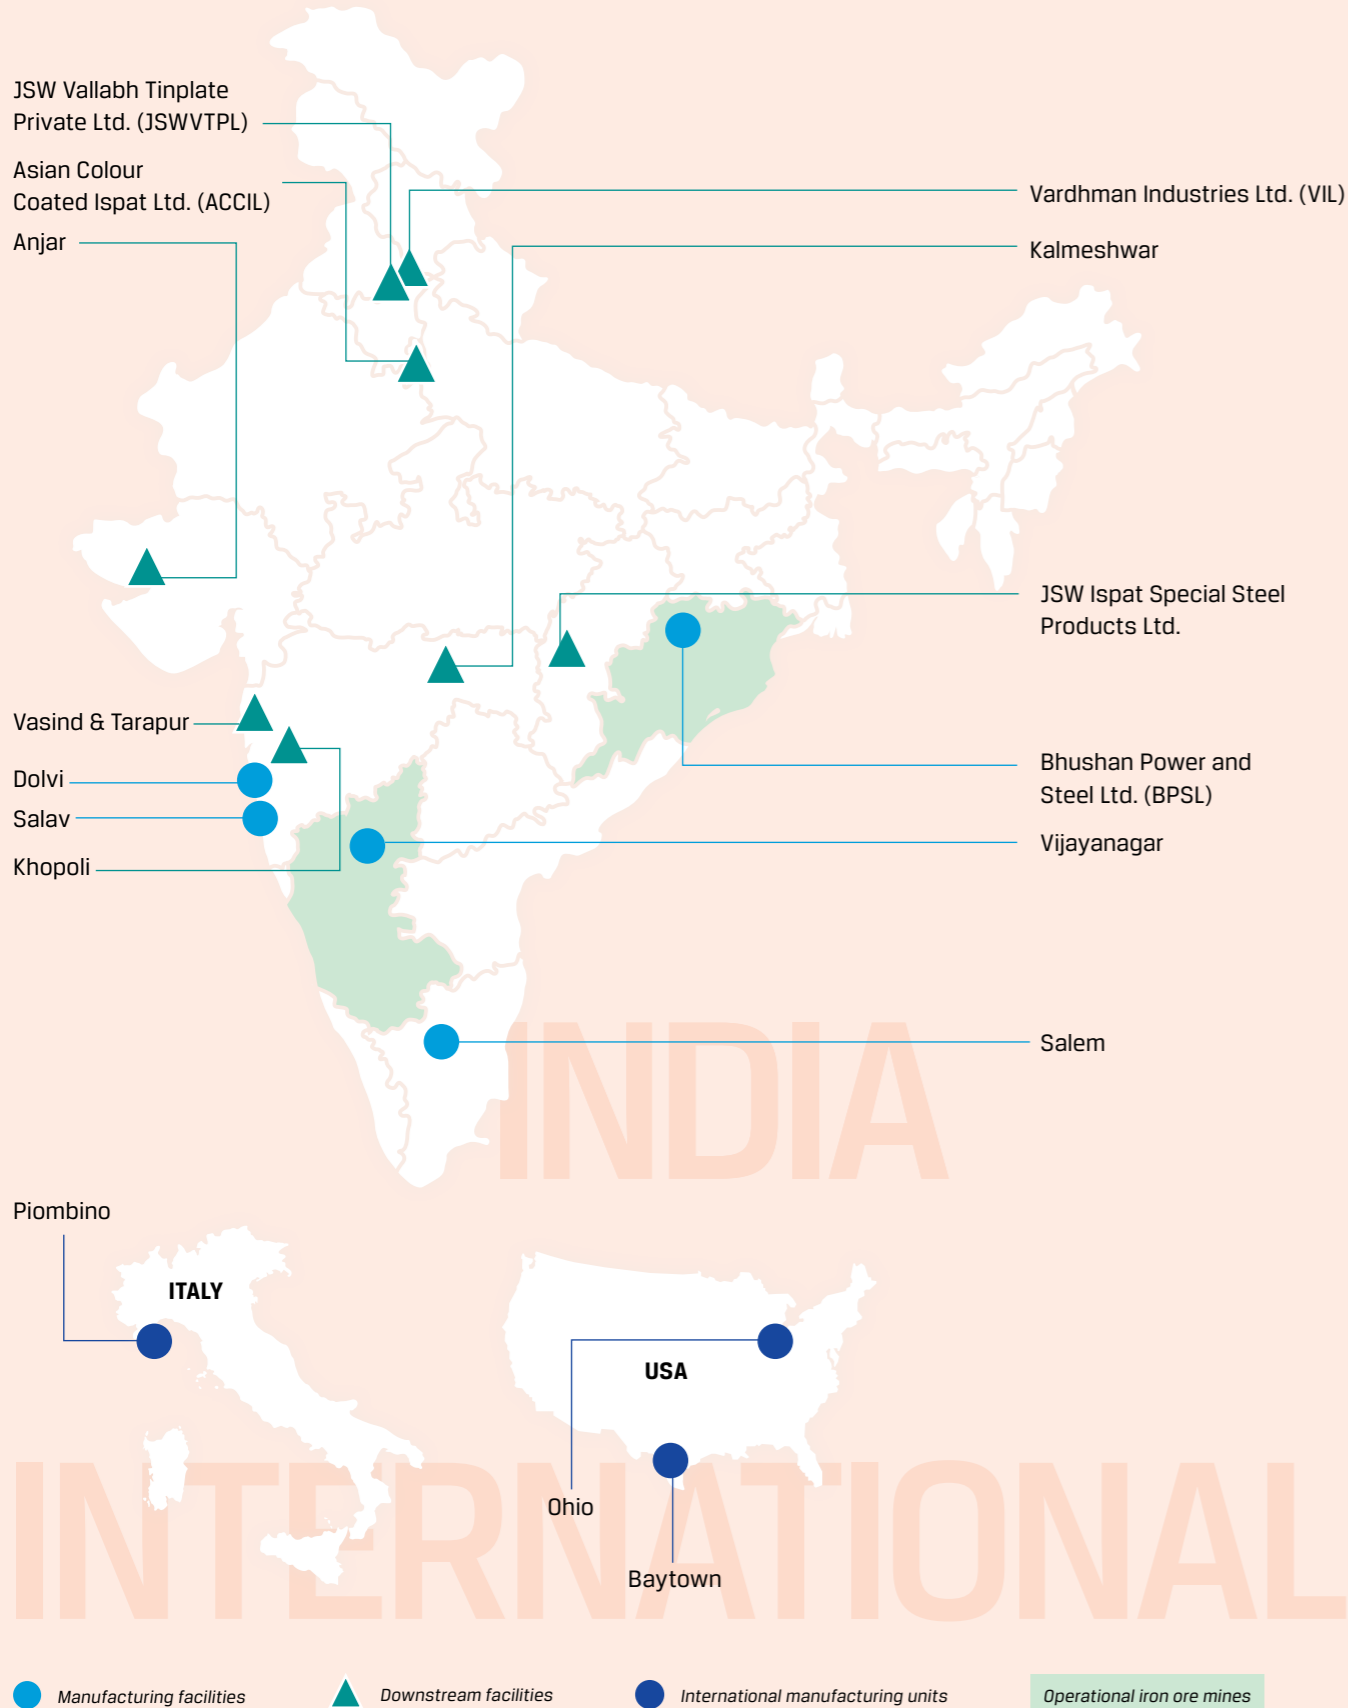 JSW Vallabh Tinplate
Private Ltd. (JSWVTPL)
Asian Colour
Coated Ispat Ltd. (ACCIL)
Anjar
Vardhman Industries Ltd. (VIL)
Kalmeshwar
JSW Ispat Special Steel
Products Ltd.
Vasind & Tarapur
Dolvi
Salav
Khopoli
Bhushan Power and
Steel Ltd. (BPSL)
Vijayanagar
Salem
INDIA
Piombino
ITALY
USA
Ohio
Baytown
INTERNATIONAL
Manufacturing facilities
Downstream facilities
International manufacturing units
Operational iron ore mines